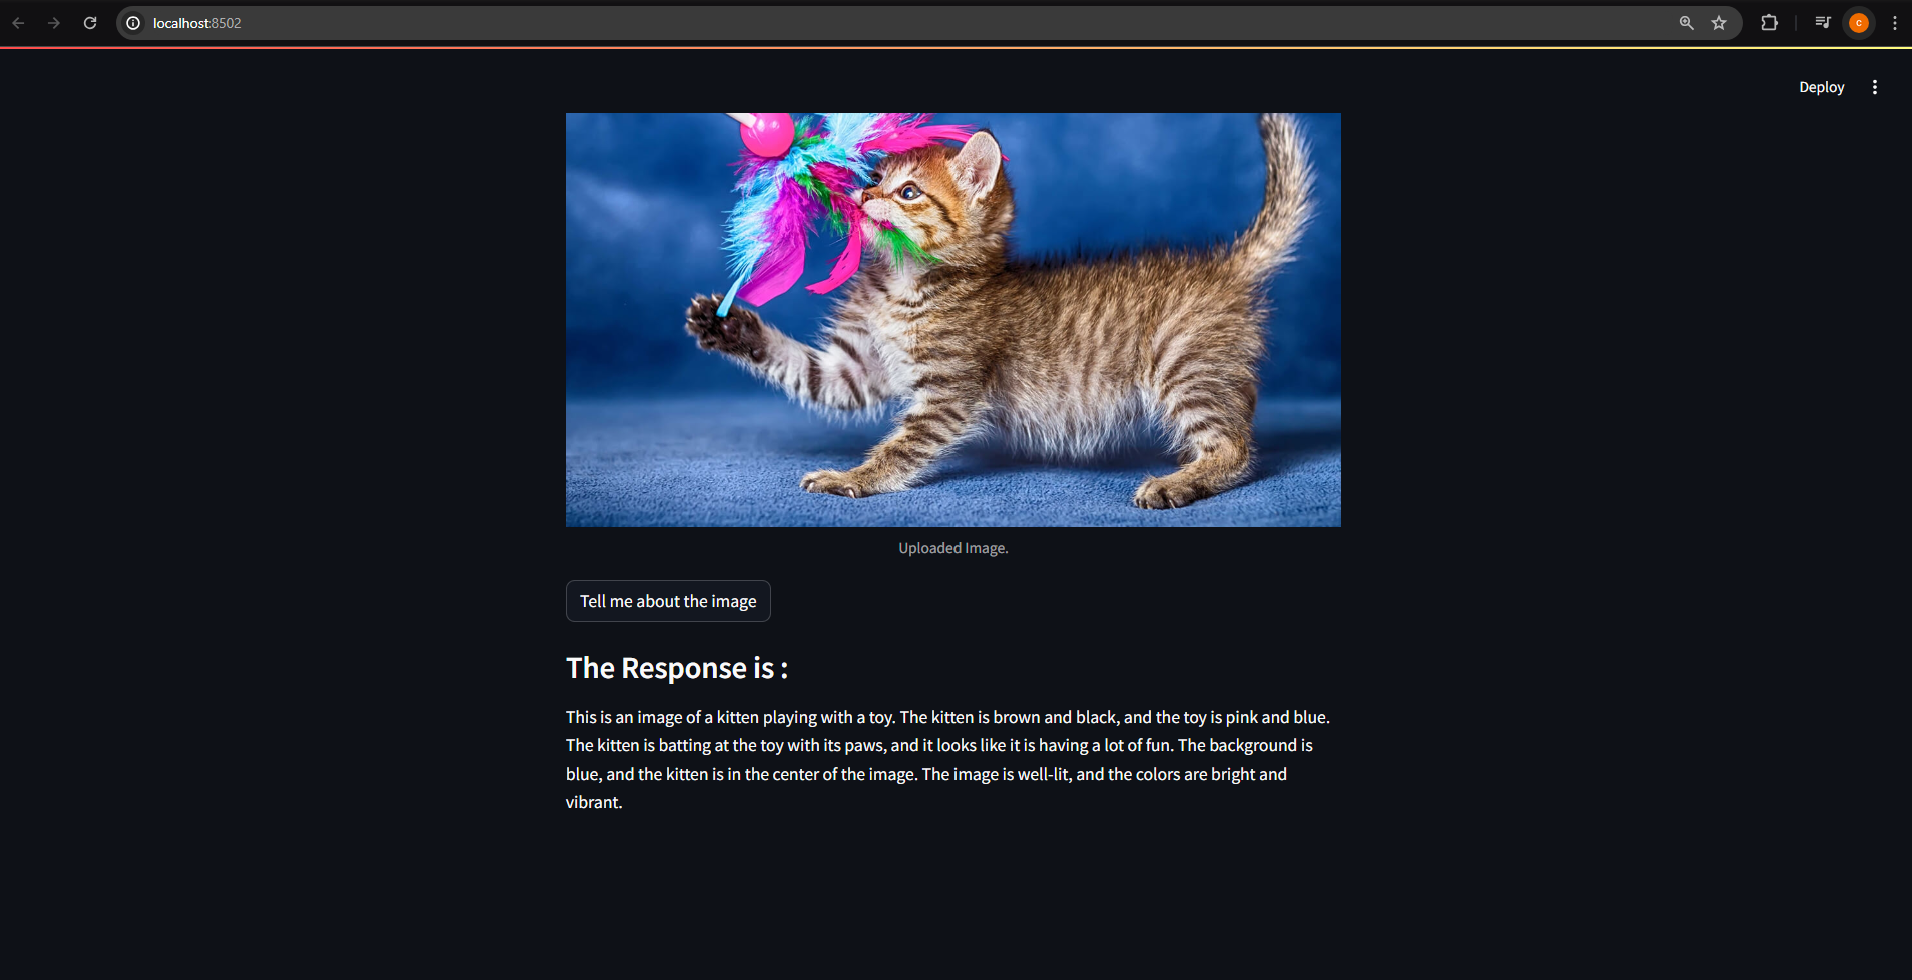 localhost:8502
C
Deploy
Uploaded Image.
Tell me about the image
The Response is :
This is an image of a kitten playing with a toy. The kitten is brown and black, and the toy is pink and blue.
The kitten is batting at the toy with its paws, and it looks like it is having a lot of fun. The background is
blue, and the kitten is in the center of the image. The image is well-lit, and the colors are bright and
vibrant.